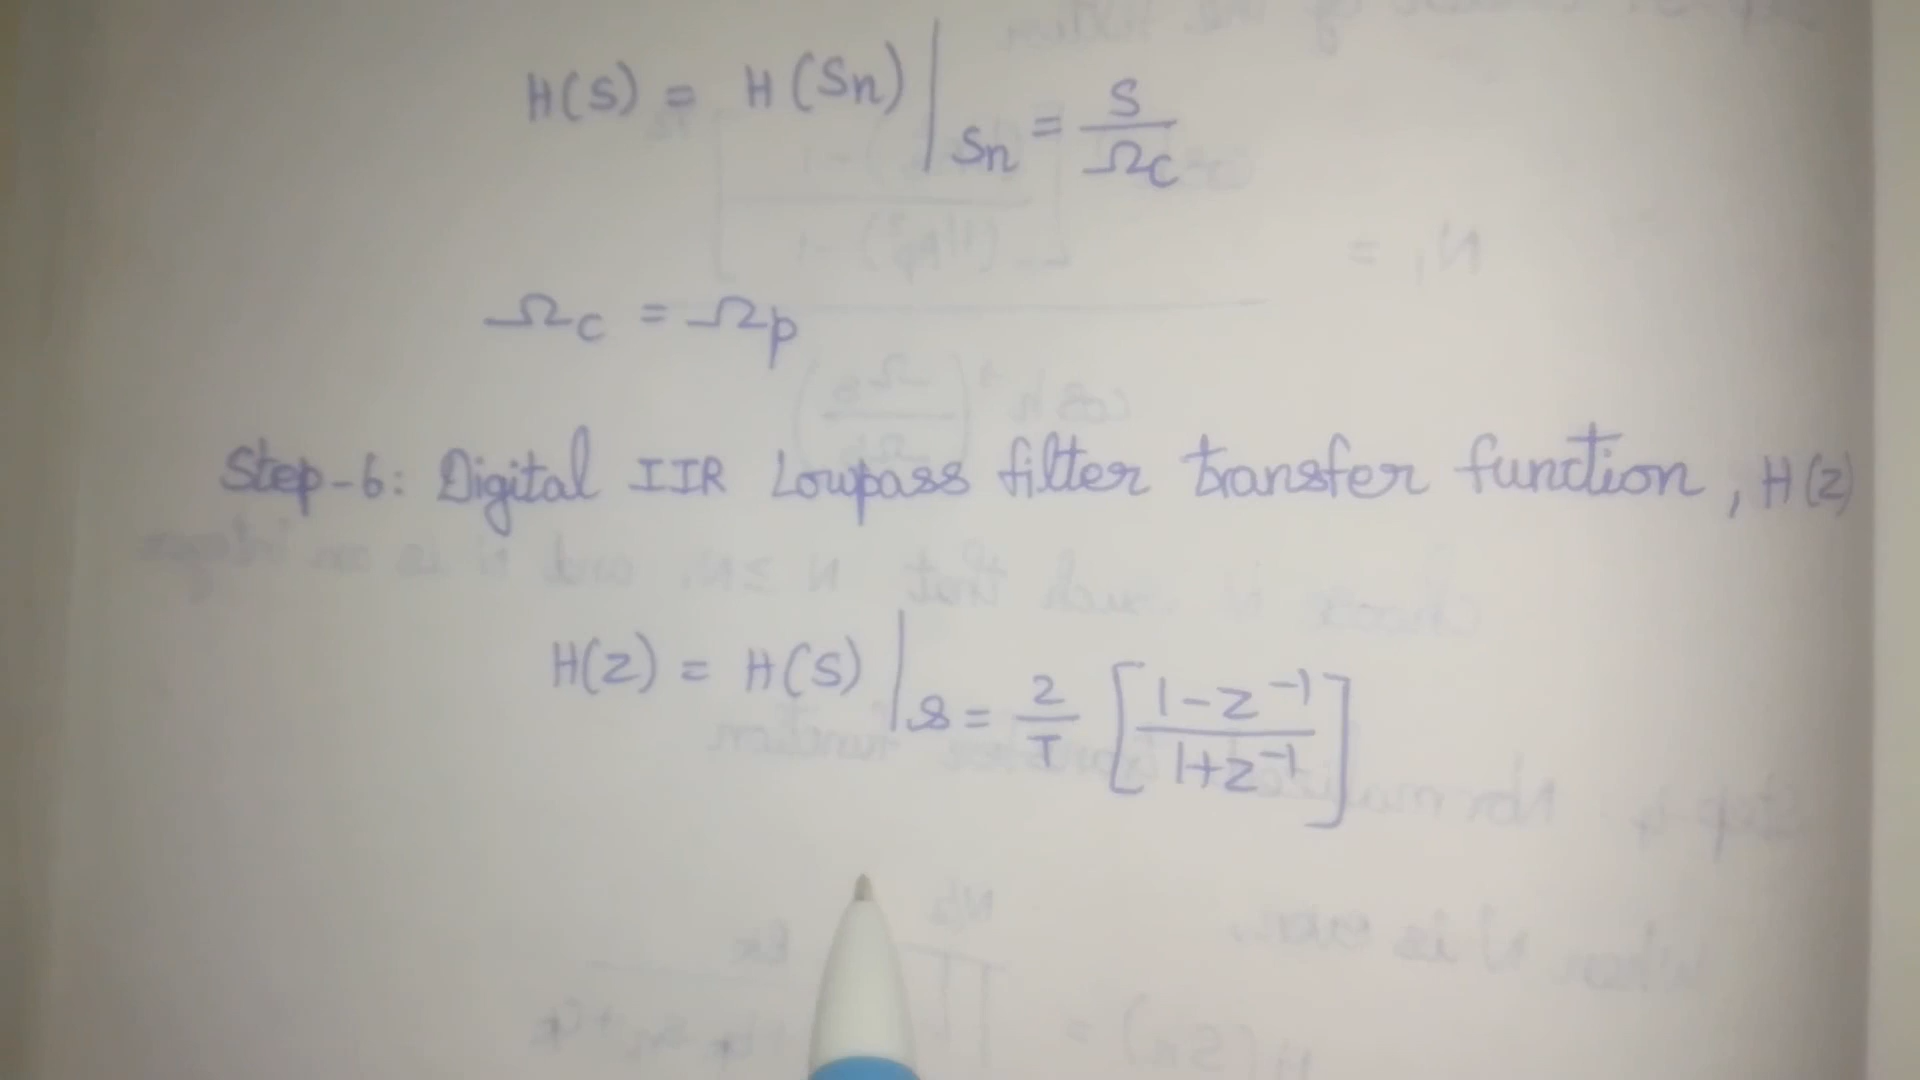 H(S) = H(Sn) | Sn = S/Ωc
Ωc = Ωp
Step-6: Digital IIR Lowpass filter transfer function, H(z)
H(z) = H(S) | s = 2/T [ (1-z^-1)/(1+z^-1) ]